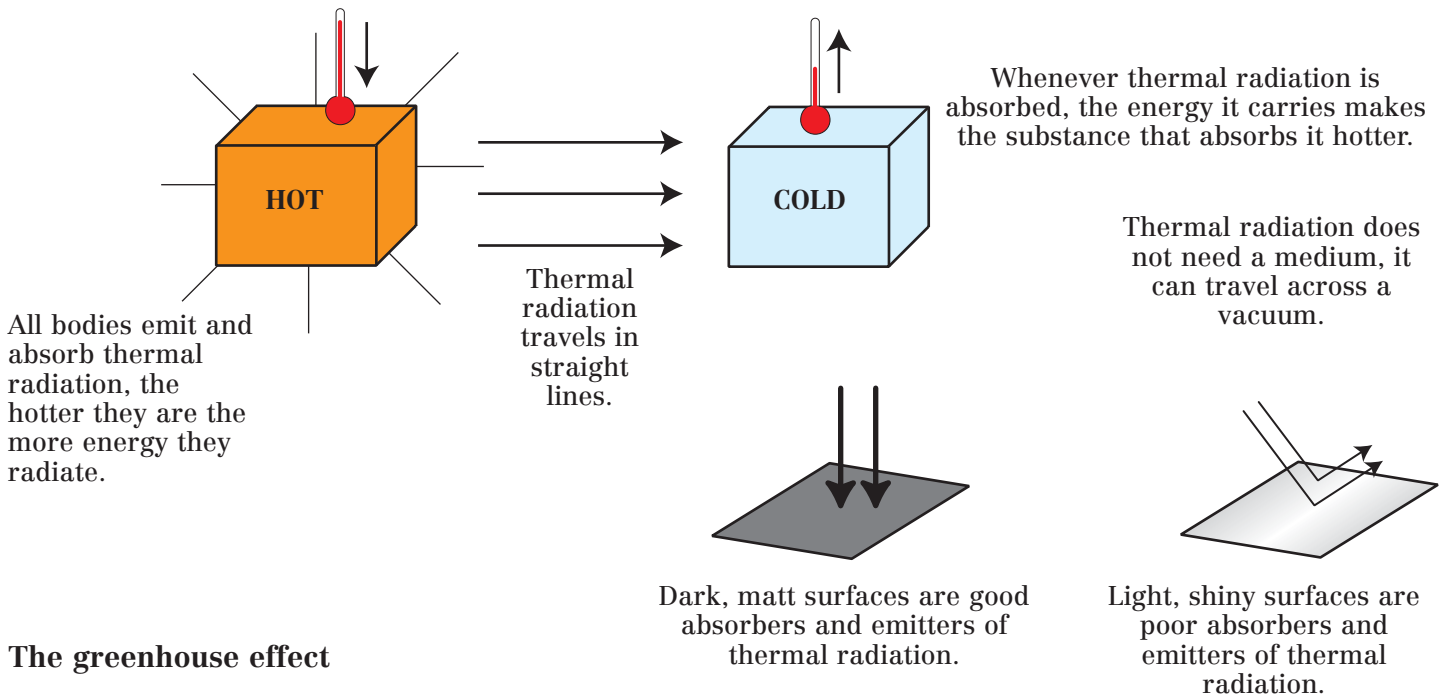 HOT
COLD
Whenever thermal radiation is
absorbed, the energy it carries makes
the substance that absorbs it hotter.
Thermal radiation does
not need a medium, it
can travel across a
vacuum.
Thermal
radiation
travels in
straight
lines.
All bodies emit and
absorb thermal
radiation, the
hotter they are the
more energy they
radiate.
Dark, matt surfaces are good
absorbers and emitters of
thermal radiation.
Light, shiny surfaces are
poor absorbers and
emitters of thermal
radiation.
The greenhouse effect